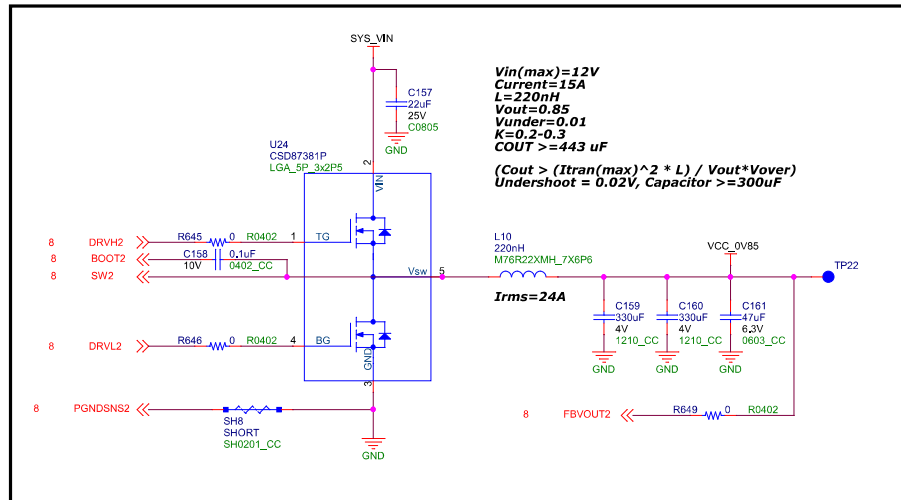 SYS_VIN
Vin(max)=12V
Current=15A
L=220nH
Vout=0.85
Vunder=0.01
K=0.2-0.3
COUT >=443 uF
(Cout > (Itran(max)^2 * L) / Vout*Vover)
Undershoot = 0.02V, Capacitor >=300uF
C157
22uF
25V
C0805
GND
U24
CSD87381P
LGA_5P_3x2P5
2
VIN
8 DRVH2 R645 0 R0402 1 TG
8 BOOT2 C158 0.1uF
10V 0402_CC
8 SW2
Vsw 5
L10
220nH
M76R22XMH_7X6P6
Irms=24A
VCC_0V85
TP22
C159
330uF
4V
1210_CC
GND
C160
330uF
4V
1210_CC
GND
C161
47uF
6.3V
0603_CC
GND
8 DRVL2 R646 0 R0402 4 BG
GND
3
8 PGNDSNS2
SH8
SHORT
SH0201_CC
GND
8 FBVOUT2 R649 0 R0402